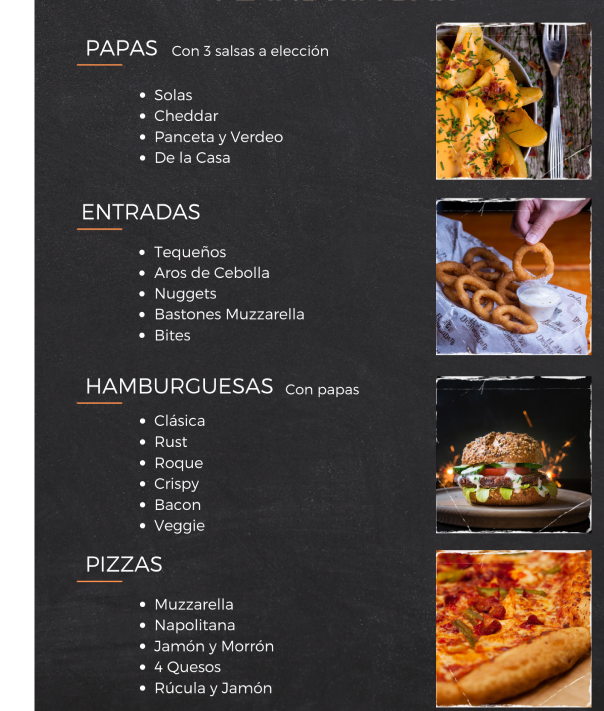 PAPAS Con 3 salsas a elección
Solas
Cheddar
Panceta y Verdeo
De la Casa
ENTRADAS
Tequeños
Aros de Cebolla
Nuggets
Bastones Muzzarella
Bites
HAMBURGUESAS Con papas
Clásica
Rust
Roque
Crispy
Bacon
Veggie
PIZZAS
Muzzarella
Napolitana
Jamón y Morrón
4 Quesos
Rúcula y Jamón